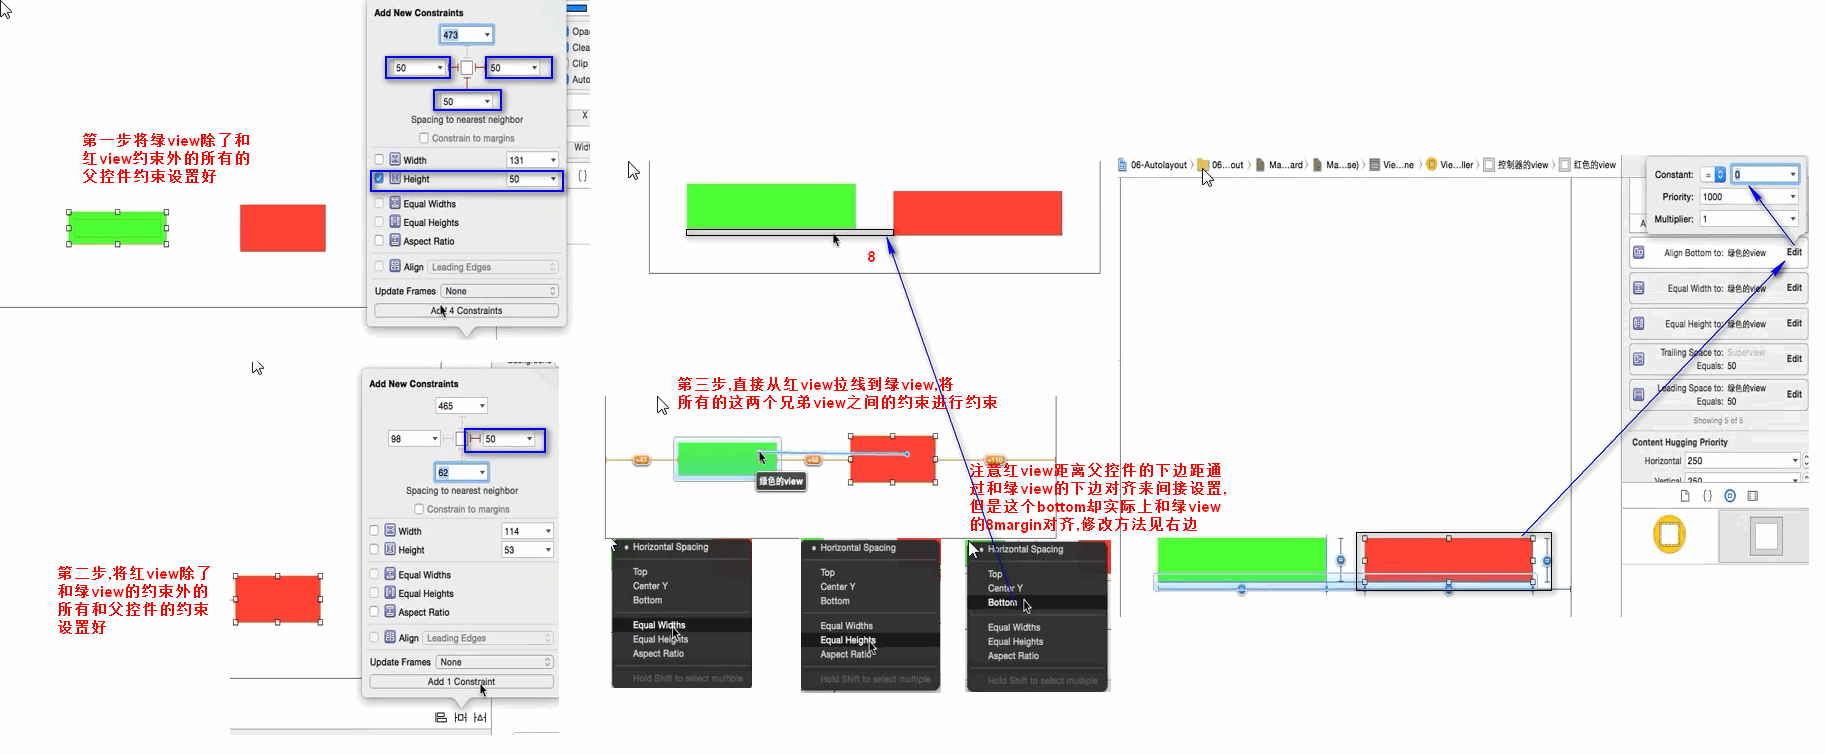 Add New Constraints
473
50
50
50
Spacing to nearest neighbor
Constrain to margins
Width
131
Height
50
Equal Widths
Equal Heights
Aspect Ratio
Align
Leading Edges
Update Frames
None
Add 4 Constraints
Opa
Clea
Clip
Auto
X
Widt
{ }
第一步将绿view除了和
红view约束外的所有的
父控件约束设置好
Add New Constraints
465
98
50
62
Spacing to nearest neighbor
Constrain to margins
Width
114
Height
53
Equal Widths
Equal Heights
Aspect Ratio
Align
Leading Edges
Update Frames
None
Add 1 Constraint
第二步,将红view除了
和绿view的约束外的
所有和父控件的约束
设置好
8
第三步,直接从红view拉线到绿view,将
所有的这两个兄弟view之间的约束进行约束
绿色的view
注意红view距离父控件的下边距通
过和绿view的下边对齐来间接设置,
但是这个bottom却实际上和绿view
的8margin对齐,修改方法见右边
Horizontal Spacing
Top
Center Y
Bottom
Equal Widths
Equal Heights
Aspect Ratio
Hold Shift to select multiple
Horizontal Spacing
Top
Center Y
Bottom
Equal Widths
Equal Heights
Aspect Ratio
Hold Shift to select multiple
Horizontal Spacing
Top
Center Y
Bottom
Equal Widths
Equal Heights
Aspect Ratio
Hold Shift to select multiple
06-Autolayout 〉 06...out 〉 Ma...ard 〉 Ma...se) 〉 Vie...ne 〉 Vie...ller 〉 控制器的view 〉 红色的view
Constant: = 0
Priority: 1000
Multiplier: 1
Align Bottom to: 绿色的view Edit
Equal Width to: 绿色的view Edit
Equal Height to: 绿色的view Edit
Trailing Space to: Superview
Equals: 50 Edit
Leading Space to: 绿色的view
Equals: 50 Edit
Showing 5 of 5
Content Hugging Priority
Horizontal 250
Vertical 250
{ }